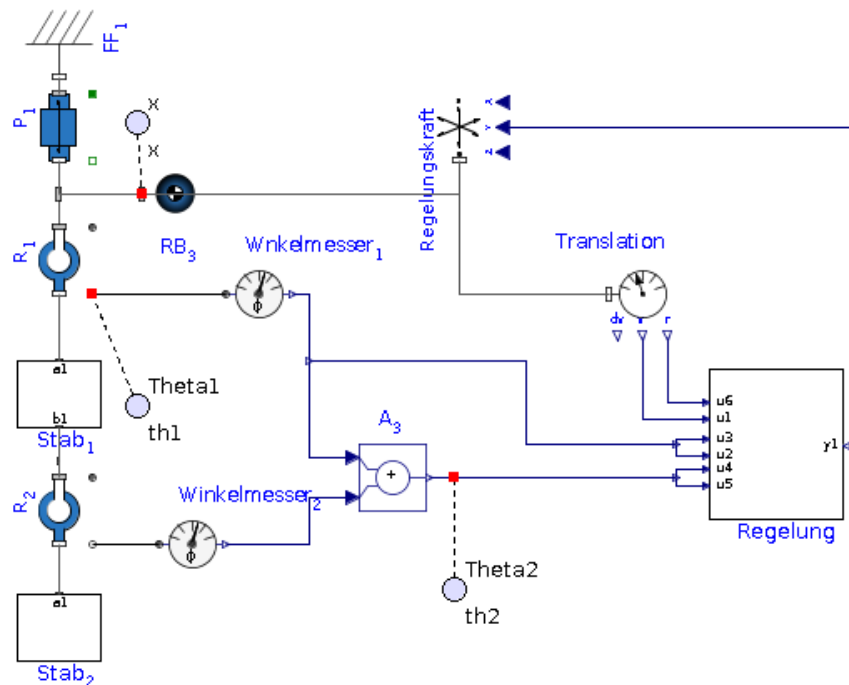 FF₁
P₁
X
X
x
y
z
Regelungskraft
R₁
RB₃
Wnkelmesser₁
Translation
ϕ
dv
v
r
a1
b1
Stab₁
Theta1
th1
A₃
+
u6
u1
u3
u2
u4
u5
y1
Regelung
R₂
Winkelmesser₂
ϕ
Theta2
th2
a1
Stab₂